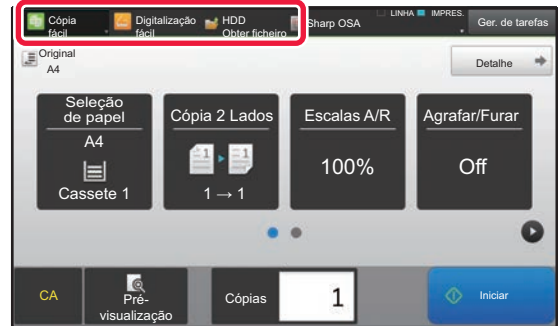 Cópia
fácil
Digitalização
fácil
HDD
Obter ficheiro
Sharp OSA
LINHA
IMPRES.
Ger. de tarefas
Original
A4
Detalhe
Seleção
de papel
A4
Cassete 1
Cópia 2 Lados
1
1
1 → 1
Escalas A/R
100%
Agrafar/Furar
Off
CA
Pré-
visualização
Cópias
1
Iniciar